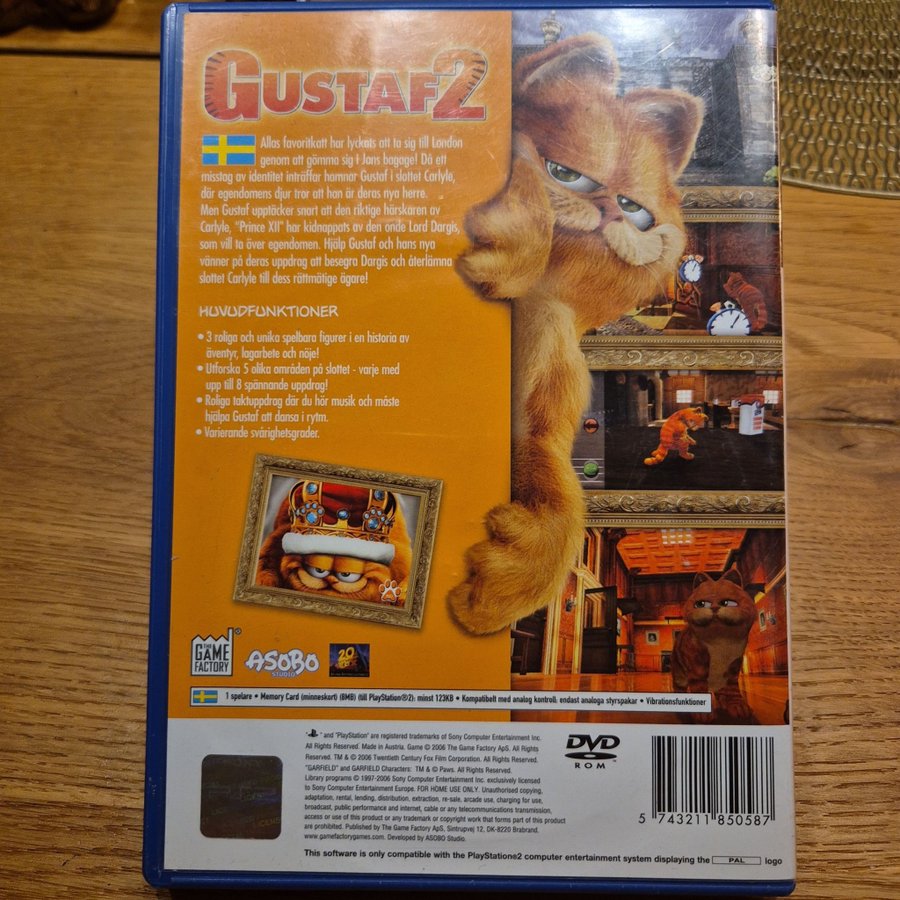 GUSTAF2
Allas favoritkatt har lyckats att ta sig till London
genom att gömma sig i Jans bagage! Då ett
misstag av identitet inträffar hamnar Gustaf i slottet Carlyle,
där egendomens djur tror att han är deras nya herre.
Men Gustaf upptäcker snart att den riktige härskären av
Carlyle, "Prince XII" har kidnappats av den onde Lord Dargis,
som vill ta över egendomen. Hjälp Gustaf och hans nya
vänner på deras uppdrag att besegra Dargis och återlämna
slottet Carlyle till dess rättmätige ägare!
HUVUDFUNKTIONER
• 3 roliga och unika spelbara figurer i en historia av
äventyr, lagarbete och nöje!
• Utforska 5 olika områden på slottet - varje med
upp till 8 spännande uppdrag!
• Roliga taktuppdrag där du hör musik och måste
hjälpa Gustaf att dansa i rytm.
• Varierande svårighetsgrader.
THE GAME FACTORY®
ASOBO STUDIO
20
1 spelare • Memory Card (minneskort) (8MB) (till PlayStation®2): minst 123KB • Kompatibelt med analog kontroll: endast analoga styrspakar • Vibrationsfunktioner
" " and "PlayStation" are registered trademarks of Sony Computer Entertainment Inc.
All Rights Reserved. Made in Austria. Game © 2006 The Game Factory ApS. All Rights
Reserved. TM & © 2006 Twentieth Century Fox Film Corporation. All Rights Reserved.
"GARFIELD" and GARFIELD Characters: TM & © Paws. All Rights Reserved.
Library programs © 1997-2006 Sony Computer Entertainment Inc. exclusively licensed
to Sony Computer Entertainment Europe. FOR HOME USE ONLY. Unauthorised copying,
adaptation, rental, lending, distribution, extraction, re-sale, arcade use, charging for use,
broadcast, public performance and internet, cable or any telecommunications transmission,
access or use of this product or any trademark or copyright work that forms part of this product
are prohibited. Published by The Game Factory ApS, Sintrupvej 12, DK-8220 Brabrand.
www.gamefactorygames.com. Developed by ASOBO Studio.
DVD
ROM
5 743211 850587
This software is only compatible with the PlayStation2 computer entertainment system displaying the PAL logo